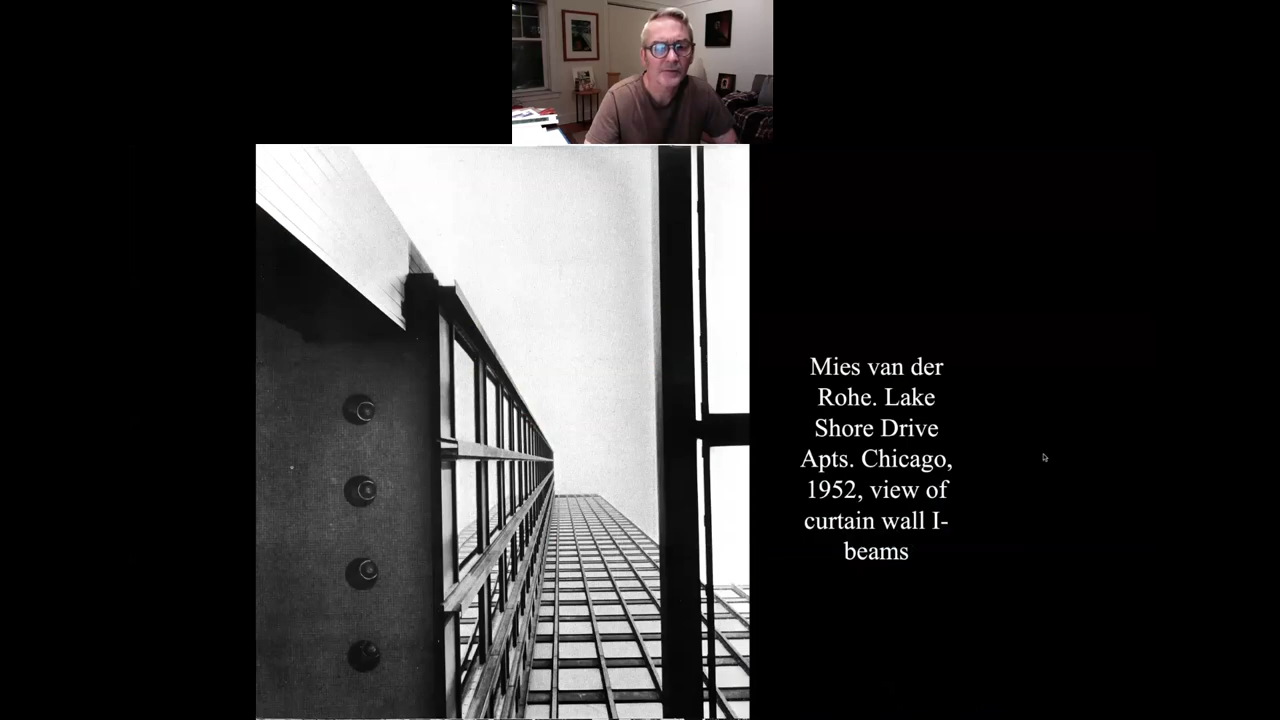 Mies van der
Rohe. Lake
Shore Drive
Apts. Chicago,
1952, view of
curtain wall I-
beams